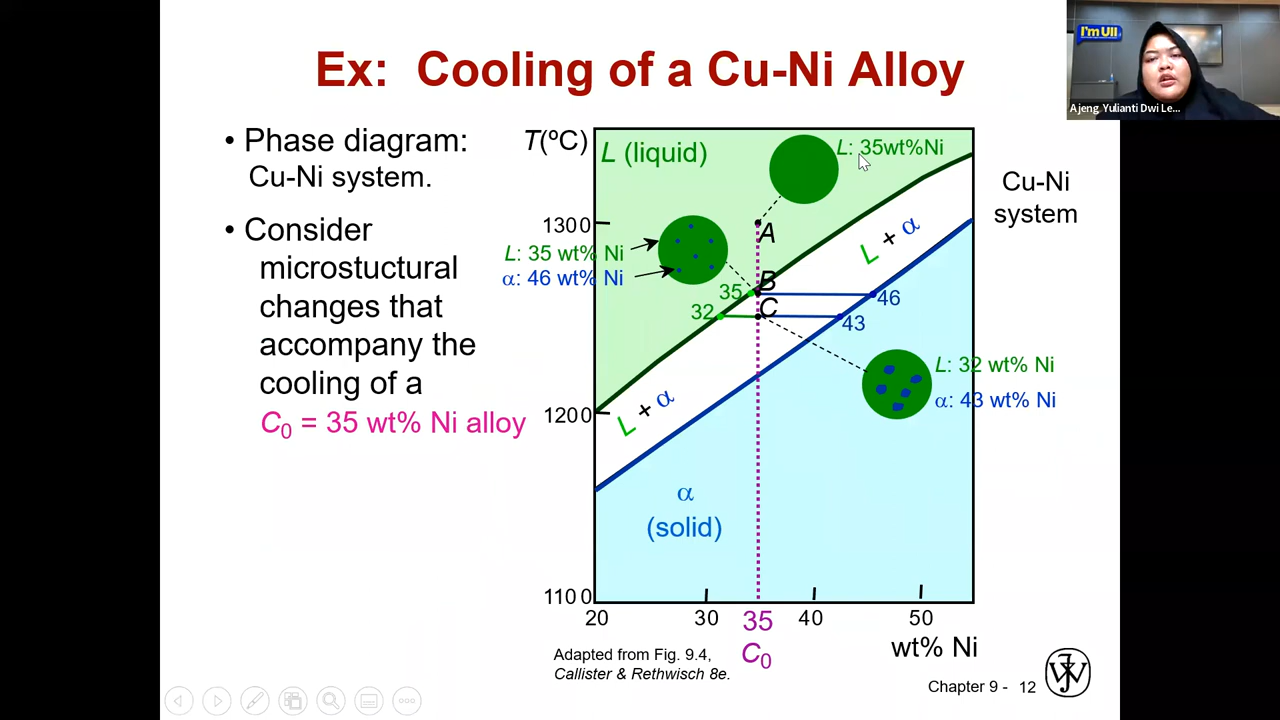 Ex: Cooling of a Cu-Ni Alloy
I'm UII
Ajeng Yulianti Dwi Le...
• Phase diagram:
Cu-Ni system.
• Consider
microstuctural
changes that
accompany the
cooling of a
C0 = 35 wt% Ni alloy
T(ºC)
L (liquid)
L: 35wt%Ni
Cu-Ni
system
1300
A
L + α
L: 35 wt% Ni
α: 46 wt% Ni
B
35
46
C
32
43
L: 32 wt% Ni
α: 43 wt% Ni
1200
L + α
α
(solid)
1100
20
30
35
40
50
C0
wt% Ni
Adapted from Fig. 9.4,
Callister & Rethwisch 8e.
Chapter 9 - 12